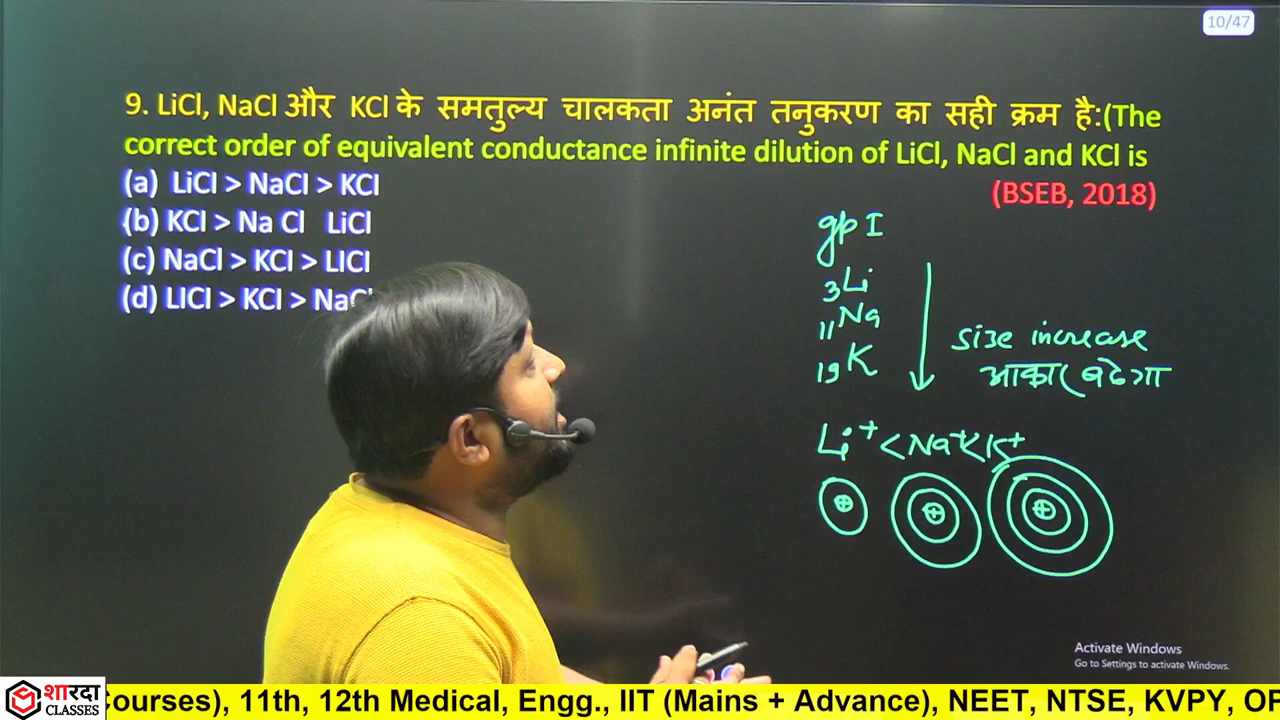 10/47
9. LiCl, NaCl और KCl के समतुल्य चालकता अनंत तनुकरण का सही क्रम है:(The
correct order of equivalent conductance infinite dilution of LiCl, NaCl and KCl is
(a) LiCl > NaCl > KCl
(BSEB, 2018)
(b) KCl > Na Cl LiCl
(c) NaCl > KCl > LICl
(d) LICl > KCl > NaCl
gp I
3Li
11Na
19K
size increase
आकार बढेगा
Li+ < Na+ < K+
Activate Windows
Go to Settings to activate Windows.
शारदा
CLASSES
Courses), 11th, 12th Medical, Engg., IIT (Mains + Advance), NEET, NTSE, KVPY, OP